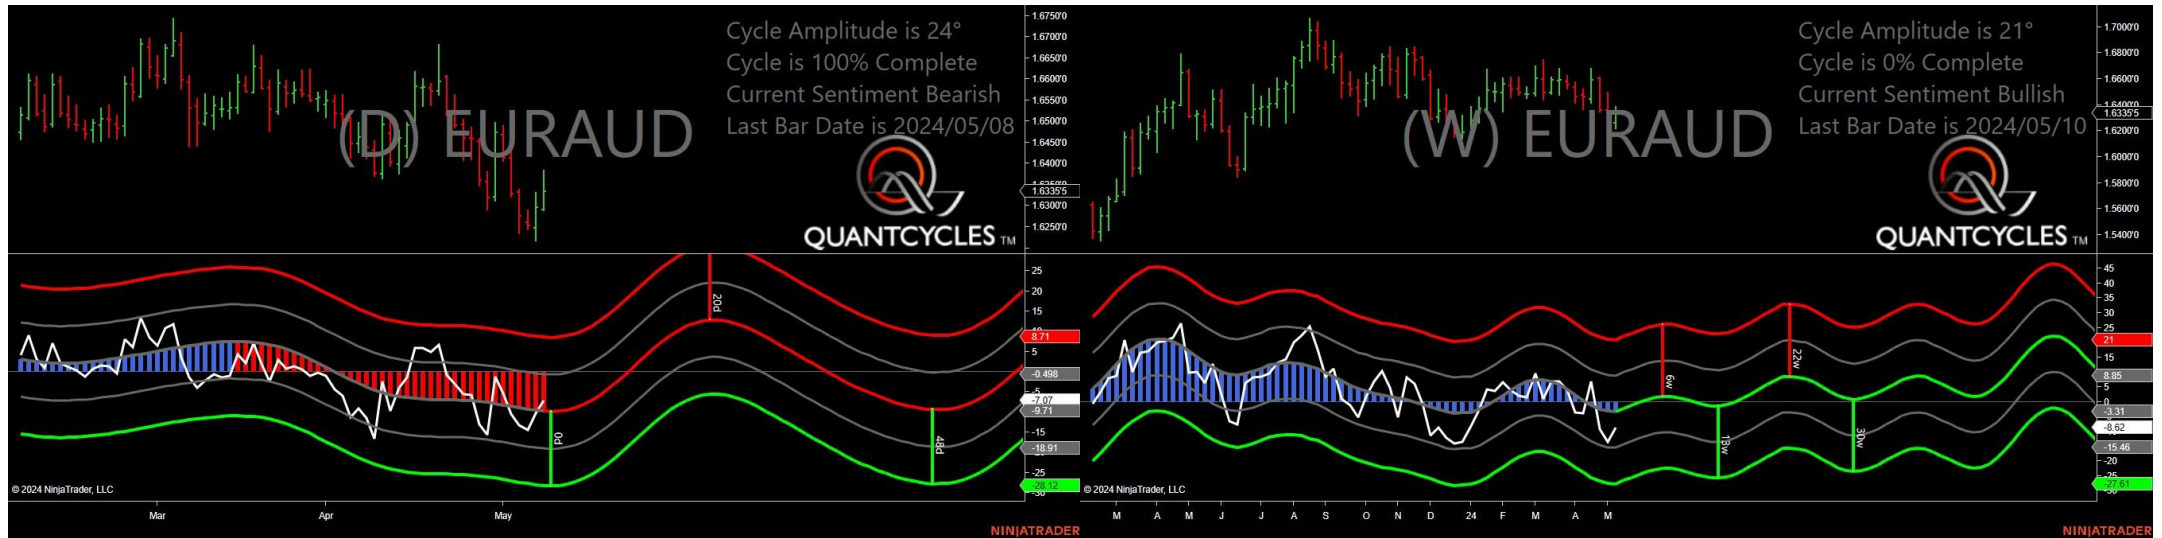 Cycle Amplitude is 24°
Cycle is 100% Complete
Current Sentiment Bearish
Last Bar Date is 2024/05/08
(D) EURAUD
QUANTCYCLES TM
1.6750'0
1.6700'0
1.6650'0
1.6600'0
1.6550'0
1.6500'0
1.6450'0
1.6400'0
1.6335'5
1.6300'0
1.6250'0
20d
0d
48d
25
20
15
8.71
5
-0.498
-7.07
-9.71
-15
-18.91
-25
-28.12
© 2024 NinjaTrader, LLC
Mar
Apr
May
NINJATRADER
Cycle Amplitude is 21°
Cycle is 0% Complete
Current Sentiment Bullish
Last Bar Date is 2024/05/10
(W) EURAUD
QUANTCYCLES TM
1.7000'0
1.6800'0
1.6600'0
1.6400'0
1.6335'5
1.6200'0
1.6000'0
1.5800'0
1.5600'0
1.5400'0
6w
22w
13w
30w
45
40
35
30
25
21
15
8.85
5
0
-3.31
-8.62
-15.46
-20
-27.61
© 2024 NinjaTrader, LLC
M A M J J A S O N D 24 F M A M
NINJATRADER